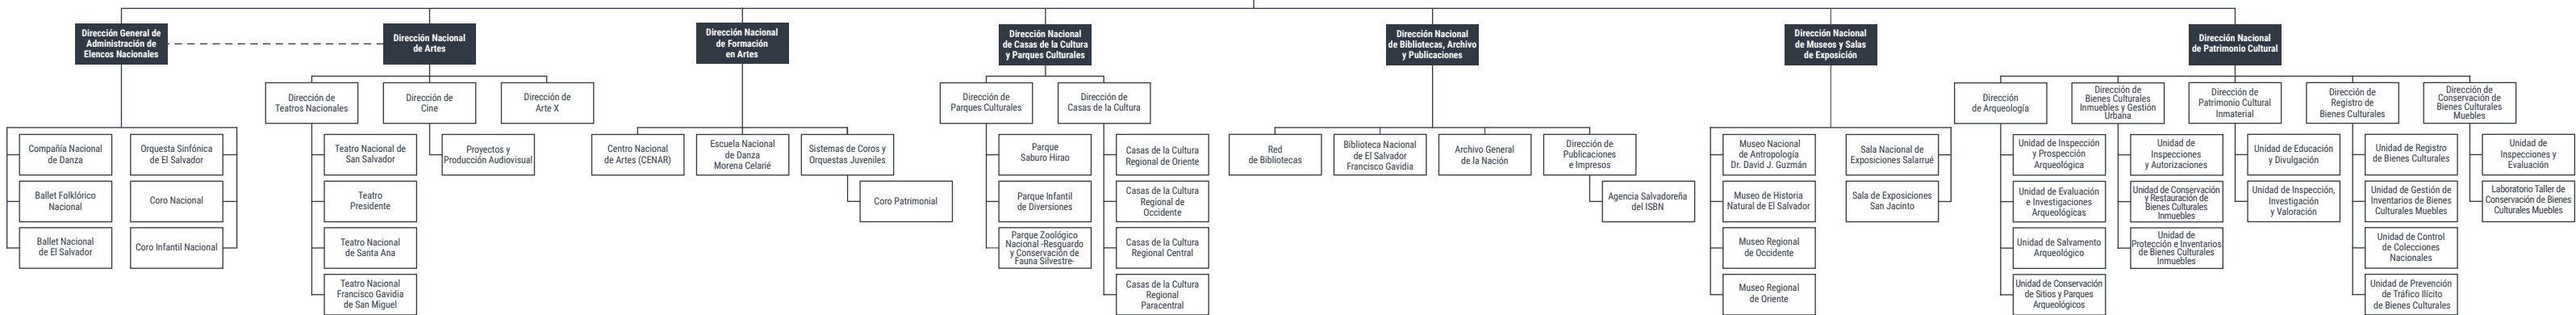 Dirección General de
Administración de
Elencos Nacionales
Dirección Nacional
de Artes
Dirección Nacional
de Formación
en Artes
Dirección Nacional
de Casas de la Cultura
y Parques Culturales
Dirección Nacional
de Bibliotecas, Archivo
y Publicaciones
Dirección Nacional
de Museos y Salas
de Exposición
Dirección Nacional
de Patrimonio Cultural
Dirección de
Teatros Nacionales
Dirección de
Cine
Dirección de
Arte X
Dirección de
Parques Culturales
Dirección de
Casas de la Cultura
Dirección
de Arqueología
Dirección de
Bienes Culturales
Inmuebles y Gestión
Urbana
Dirección de
Patrimonio Cultural
Inmaterial
Dirección de
Registro de
Bienes Culturales
Dirección de
Conservación de
Bienes Culturales
Muebles
Compañía Nacional
de Danza
Orquesta Sinfónica
de El Salvador
Ballet Folklórico
Nacional
Coro Nacional
Ballet Nacional
de El Salvador
Coro Infantil Nacional
Teatro Nacional de
San Salvador
Teatro
Presidente
Teatro Nacional
de Santa Ana
Teatro Nacional
Francisco Gavidia
de San Miguel
Proyectos y
Producción Audiovisual
Centro Nacional
de Artes (CENAR)
Escuela Nacional
de Danza
Morena Celarié
Sistemas de Coros y
Orquestas Juveniles
Coro Patrimonial
Parque
Saburo Hirao
Parque Infantil
de Diversiones
Parque Zoológico
Nacional -Resguardo
y Conservación de
Fauna Silvestre-
Casas de la Cultura
Regional de Oriente
Casas de la Cultura
Regional de
Occidente
Casas de la Cultura
Regional Central
Casas de la Cultura
Regional
Paracentral
Red
de Bibliotecas
Biblioteca Nacional
de El Salvador
Francisco Gavidia
Archivo General
de la Nación
Dirección de
Publicaciones
e Impresos
Agencia Salvadoreña
del ISBN
Museo Nacional
de Antropología
Dr. David J. Guzmán
Museo de Historia
Natural de El Salvador
Museo Regional
de Occidente
Museo Regional
de Oriente
Sala Nacional de
Exposiciones Salarrué
Sala de Exposiciones
San Jacinto
Unidad de Inspección
y Prospección
Arqueológica
Unidad de Evaluación
e Investigaciones
Arqueológicas
Unidad de Salvamento
Arqueológico
Unidad de Conservación
de Sitios y Parques
Arqueológicos
Unidad de
Inspecciones
y Autorizaciones
Unidad de Conservación
y Restauración de
Bienes Culturales
Inmuebles
Unidad de
Protección e Inventarios
de Bienes Culturales
Inmuebles
Unidad de Educación
y Divulgación
Unidad de Inspección,
Investigación
y Valoración
Unidad de Registro
de Bienes Culturales
Unidad de Gestión de
Inventarios de Bienes
Culturales Muebles
Unidad de Control
de Colecciones
Nacionales
Unidad de Prevención
de Tráfico Ilícito
de Bienes Culturales
Unidad de
Inspecciones y
Evaluación
Laboratorio Taller de
Conservación de Bienes
Culturales Muebles